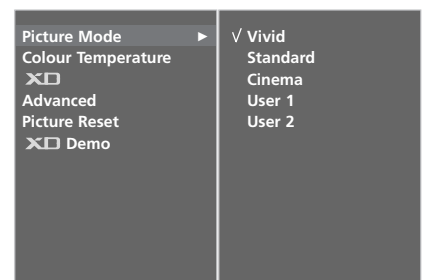 Picture Mode ►
Colour Temperature
XD
Advanced
Picture Reset
XD Demo
√ Vivid
Standard
Cinema
User 1
User 2